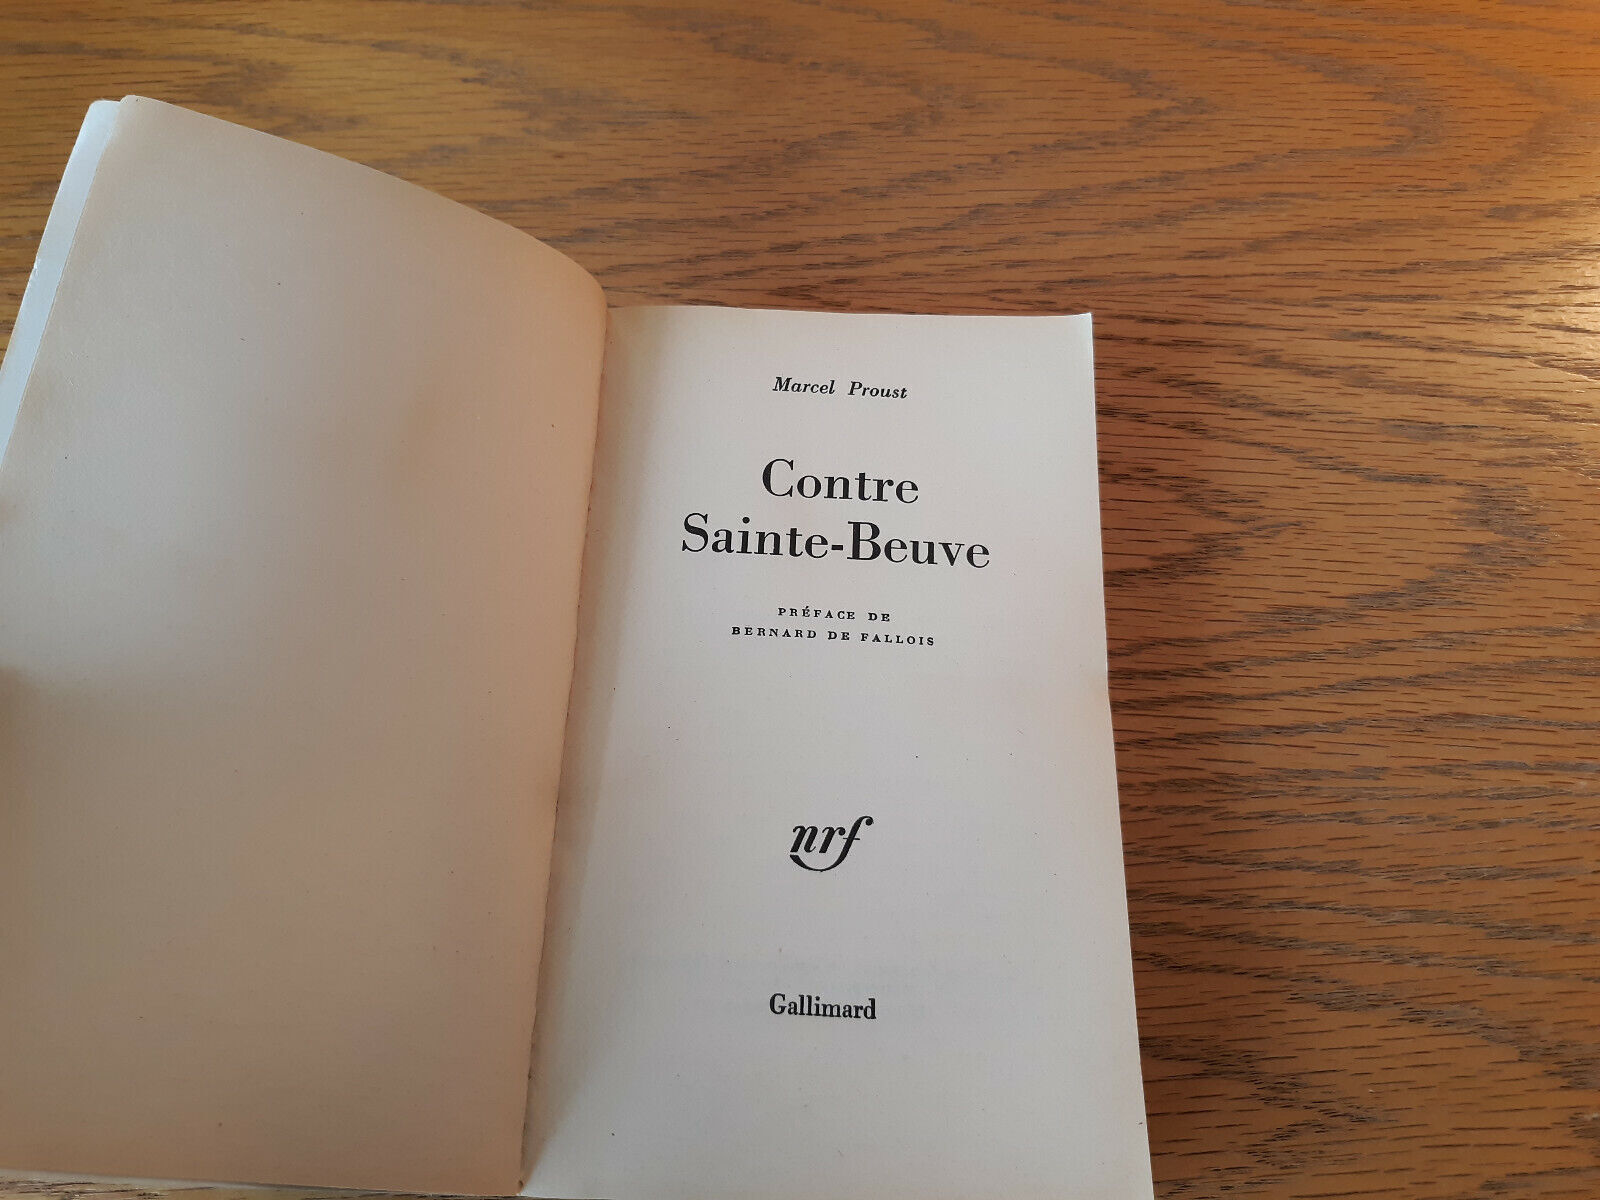 Marcel Proust
Contre
Sainte-Beuve
PRÉFACE DE
BERNARD DE FALLOIS
nrf
Gallimard